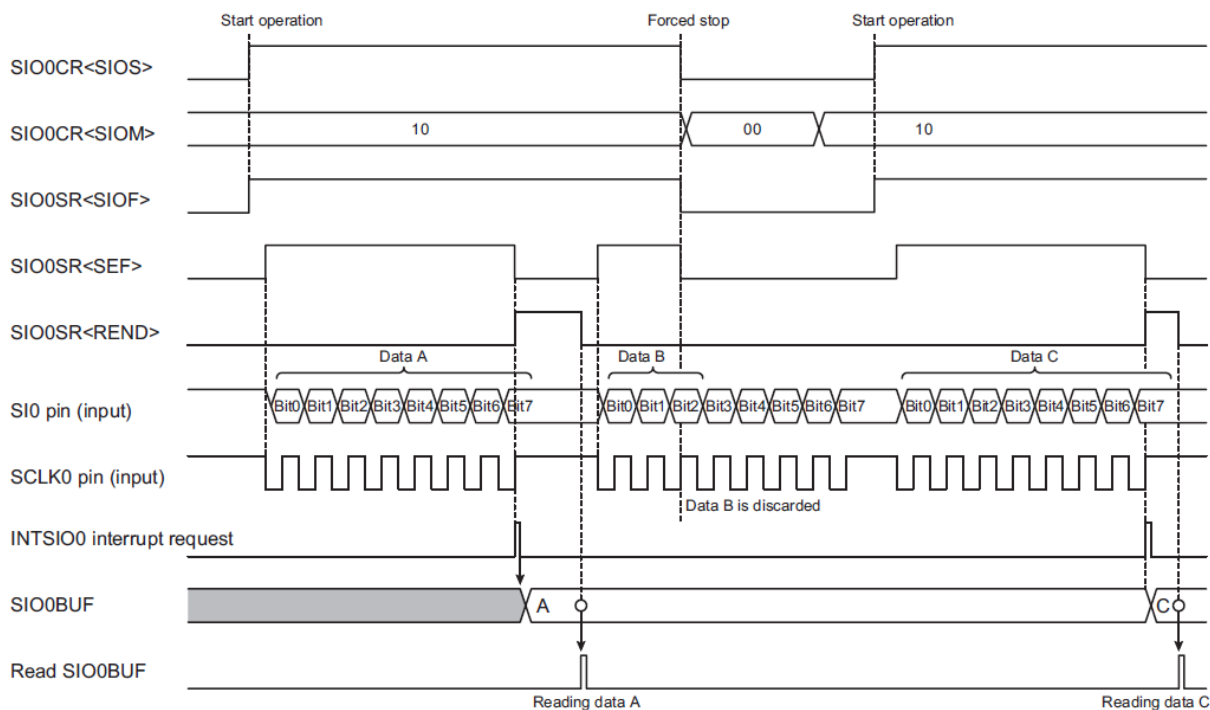 Start operation Forced stop Start operation
SIO0CR<SIOS>
SIO0CR<SIOM> 10 00 10
SIO0SR<SIOF>
SIO0SR<SEF>
SIO0SR<REND>
Data A Data B Data C
SI0 pin (input) Bit0 Bit1 Bit2 Bit3 Bit4 Bit5 Bit6 Bit7 Bit0 Bit1 Bit2 Bit3 Bit4 Bit5 Bit6 Bit7 Bit0 Bit1 Bit2 Bit3 Bit4 Bit5 Bit6 Bit7
SCLK0 pin (input)
Data B is discarded
INTSIO0 interrupt request
SIO0BUF A C
Read SIO0BUF
Reading data A Reading data C